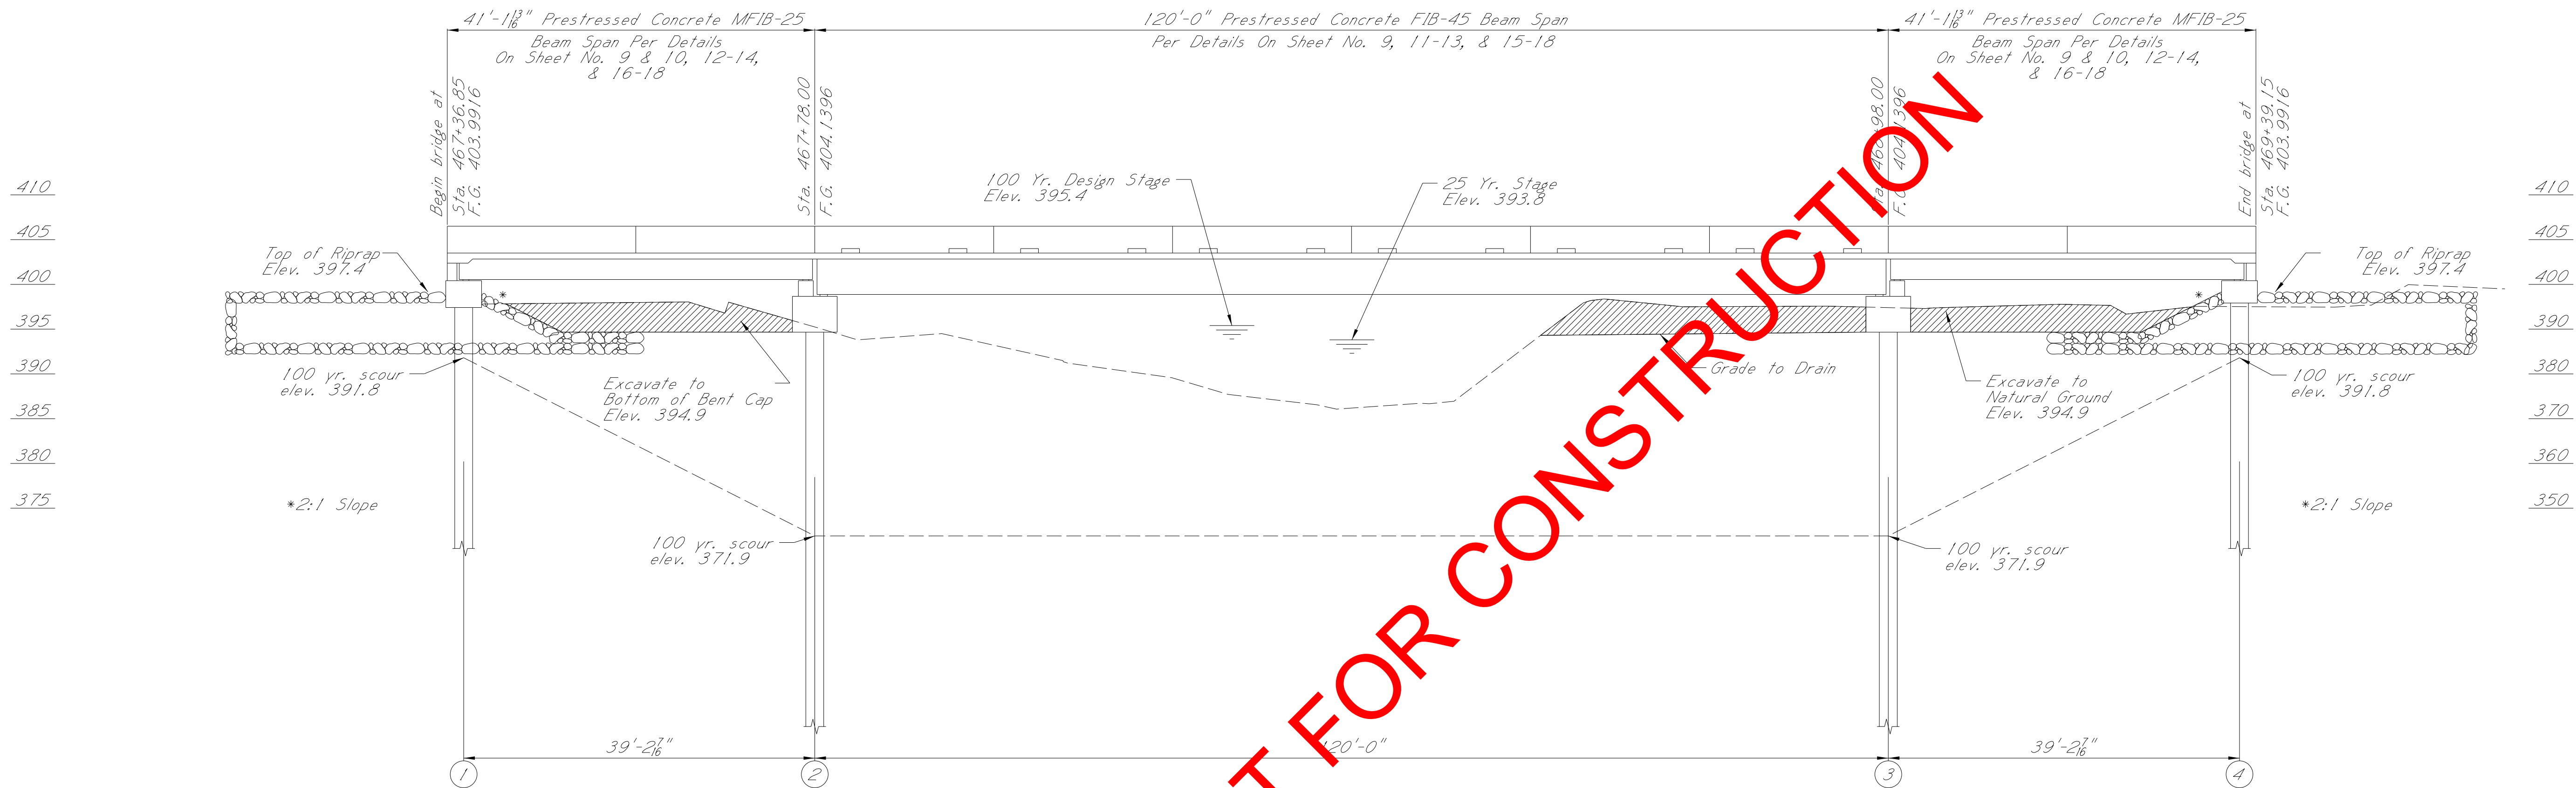 41'-1 13/16" Prestressed Concrete MFIB-25
Beam Span Per Details
On Sheet No. 9 & 10, 12-14,
& 16-18
120'-0" Prestressed Concrete FIB-45 Beam Span
Per Details On Sheet No. 9, 11-13, & 15-18
41'-1 13/16" Prestressed Concrete MFIB-25
Beam Span Per Details
On Sheet No. 9 & 10, 12-14,
& 16-18
Begin bridge at
Sta. 467+36.85
F.G. 403.9916
Sta. 467+78.00
F.G. 404.1396
Sta. 468+98.00
F.G. 404.1396
End bridge at
Sta. 469+39.15
F.G. 403.9916
410
405
400
395
390
385
380
375
410
405
400
390
380
370
360
350
100 Yr. Design Stage
Elev. 395.4
25 Yr. Stage
Elev. 393.8
Top of Riprap
Elev. 397.4
Top of Riprap
Elev. 397.4
*
*
100 yr. scour
elev. 391.8
Excavate to
Bottom of Bent Cap
Elev. 394.9
Grade to Drain
Excavate to
Natural Ground
Elev. 394.9
100 yr. scour
elev. 391.8
*2:1 Slope
*2:1 Slope
100 yr. scour
elev. 371.9
100 yr. scour
elev. 371.9
39'-2 7/16"
120'-0"
39'-2 7/16"
1
2
3
4
T FOR CONSTRUCTION